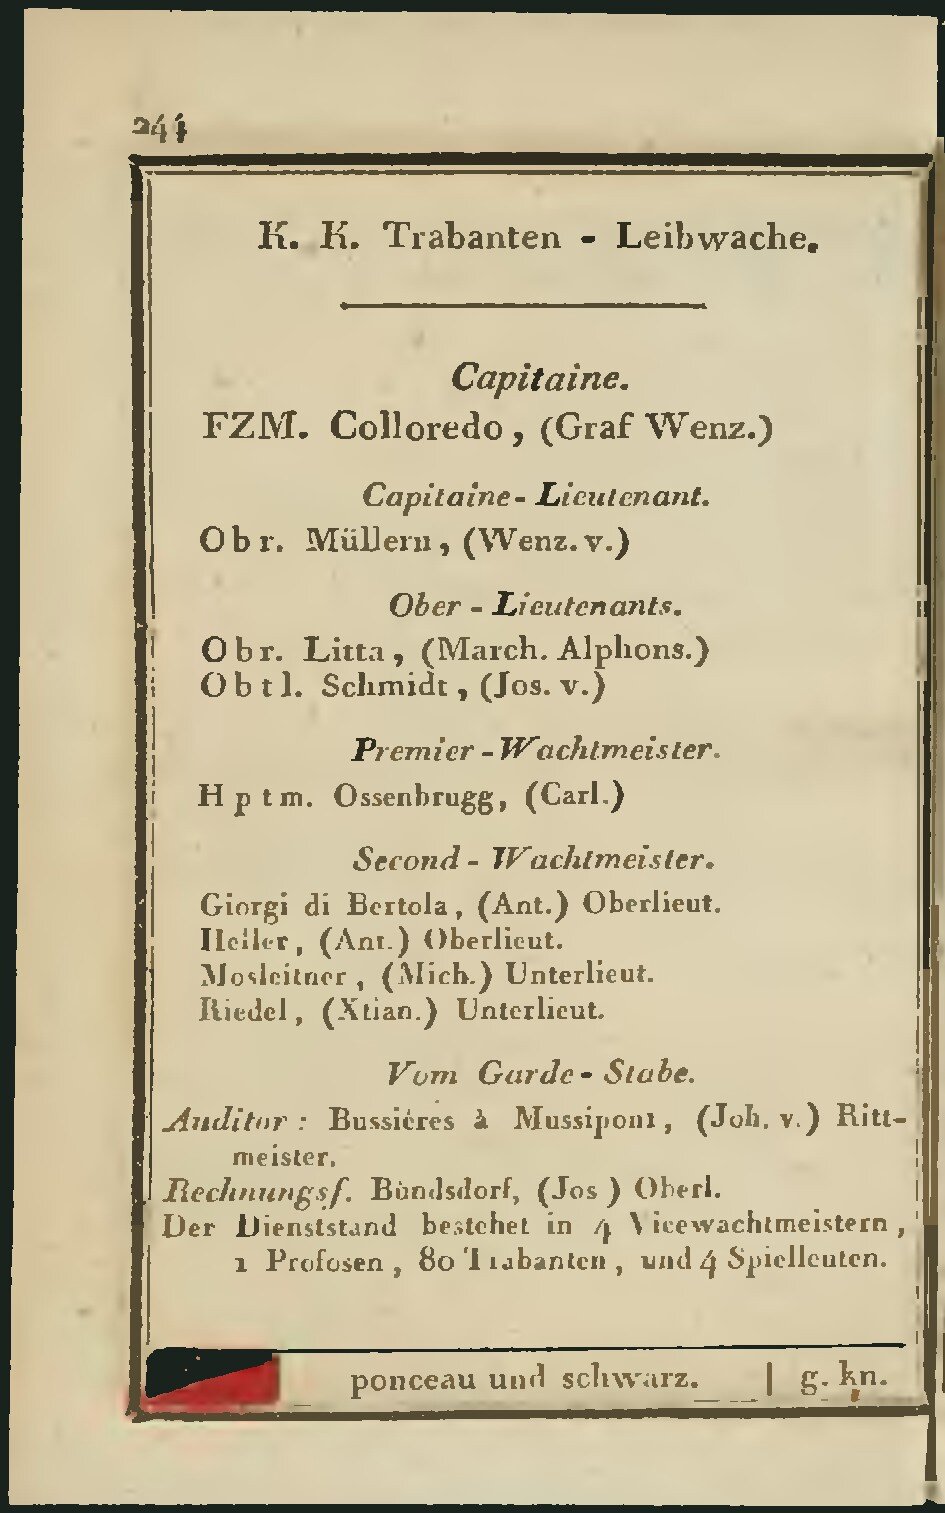 244
K. K. Trabanten - Leibwache.
Capitaine.
FZM. Colloredo, (Graf Wenz.)
Capitaine - Lieutenant.
Obr. Müllern, (Wenz. v.)
Ober - Lieutenants.
Obr. Litta, (March. Alphons.)
Obtl. Schmidt, (Jos. v.)
Premier - Wachtmeister.
Hptm. Ossenbrugg, (Carl.)
Second - Wachtmeister.
Giorgi di Bertola, (Ant.) Oberlieut.
Heller, (Ant.) Oberlieut.
Mosleitner, (Mich.) Unterlieut.
Riedel, (Xtian.) Unterlieut.
Vom Garde - Stabe.
Auditor: Bussiéres à Mussipont, (Joh. v.) Ritt-
meister.
Rechnungsf. Bündsdorf, (Jos) Oberl.
Der Dienststand bestehet in 4 Vicewachtmeistern,
1 Profosen, 80 Trabanten, und 4 Spielleuten.
ponceau und schwarz. | g. kn.